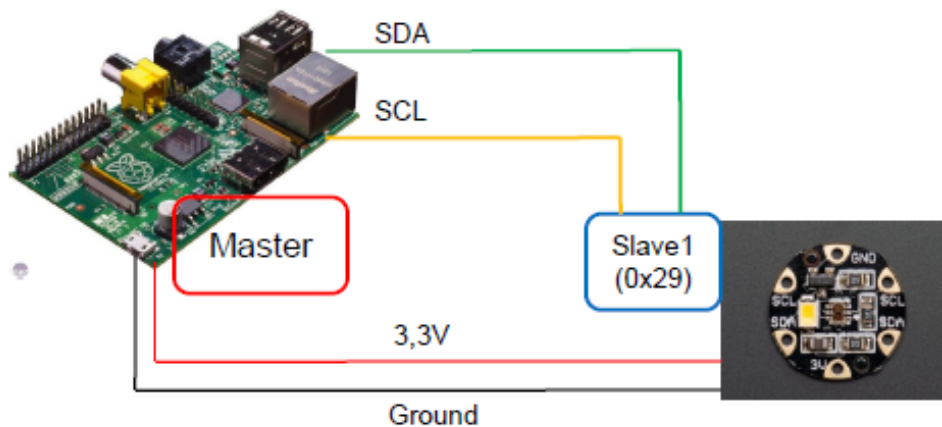 SDA
SCL
Master
Slave1
(0x29)
GND
SCL
SCL
SDA
SDA
3V
3,3V
Ground